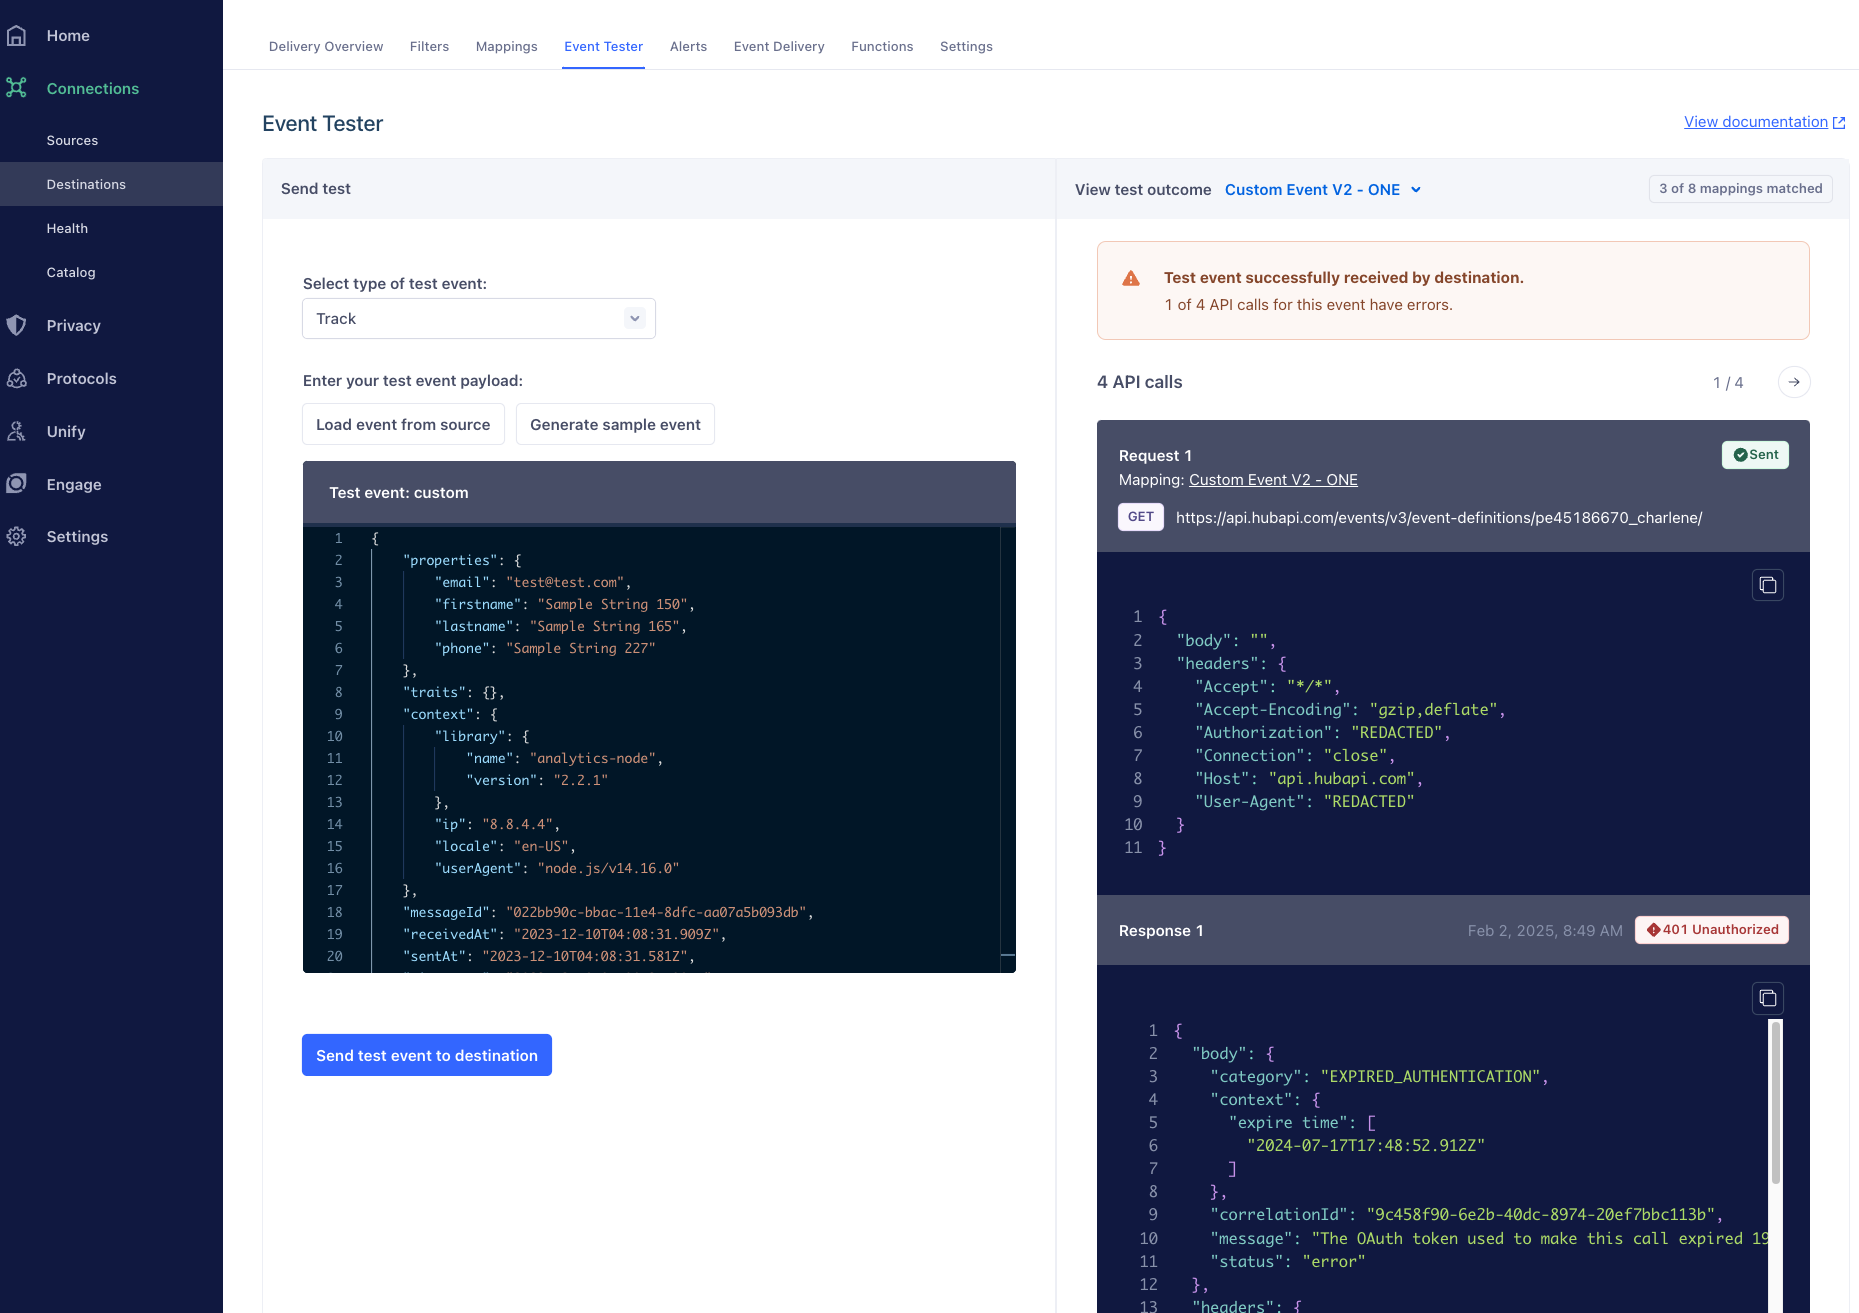 Home
Connections
Sources
Destinations
Health
Catalog
Privacy
Protocols
Unify
Engage
Settings
Delivery Overview Filters Mappings Event Tester Alerts Event Delivery Functions Settings
Event Tester
View documentation
Send test
Select type of test event:
Track
Enter your test event payload:
Load event from source Generate sample event
Test event: custom
1 {
2 "properties": {
3 "email": "test@test.com",
4 "firstname": "Sample String 150",
5 "lastname": "Sample String 165",
6 "phone": "Sample String 227"
7 },
8 "traits": {},
9 "context": {
10 "library": {
11 "name": "analytics-node",
12 "version": "2.2.1"
13 },
14 "ip": "8.8.4.4",
15 "locale": "en-US",
16 "userAgent": "node.js/v14.16.0"
17 },
18 "messageId": "022bb90c-bbac-11e4-8dfc-aa07a5b093db",
19 "receivedAt": "2023-12-10T04:08:31.909Z",
20 "sentAt": "2023-12-10T04:08:31.581Z",
Send test event to destination
View test outcome Custom Event V2 - ONE 3 of 8 mappings matched
Test event successfully received by destination.
1 of 4 API calls for this event have errors.
4 API calls 1 / 4
Request 1 Sent
Mapping: Custom Event V2 - ONE
GET https://api.hubapi.com/events/v3/event-definitions/pe45186670_charlene/
1 {
2 "body": "",
3 "headers": {
4 "Accept": "*/*",
5 "Accept-Encoding": "gzip,deflate",
6 "Authorization": "REDACTED",
7 "Connection": "close",
8 "Host": "api.hubapi.com",
9 "User-Agent": "REDACTED"
10 }
11 }
Response 1 Feb 2, 2025, 8:49 AM 401 Unauthorized
1 {
2 "body": {
3 "category": "EXPIRED_AUTHENTICATION",
4 "context": {
5 "expire time": [
6 "2024-07-17T17:48:52.912Z"
7 ]
8 },
9 "correlationId": "9c458f90-6e2b-40dc-8974-20ef7bbc113b",
10 "message": "The OAuth token used to make this call expired 19
11 "status": "error"
12 },
13 "headers": {